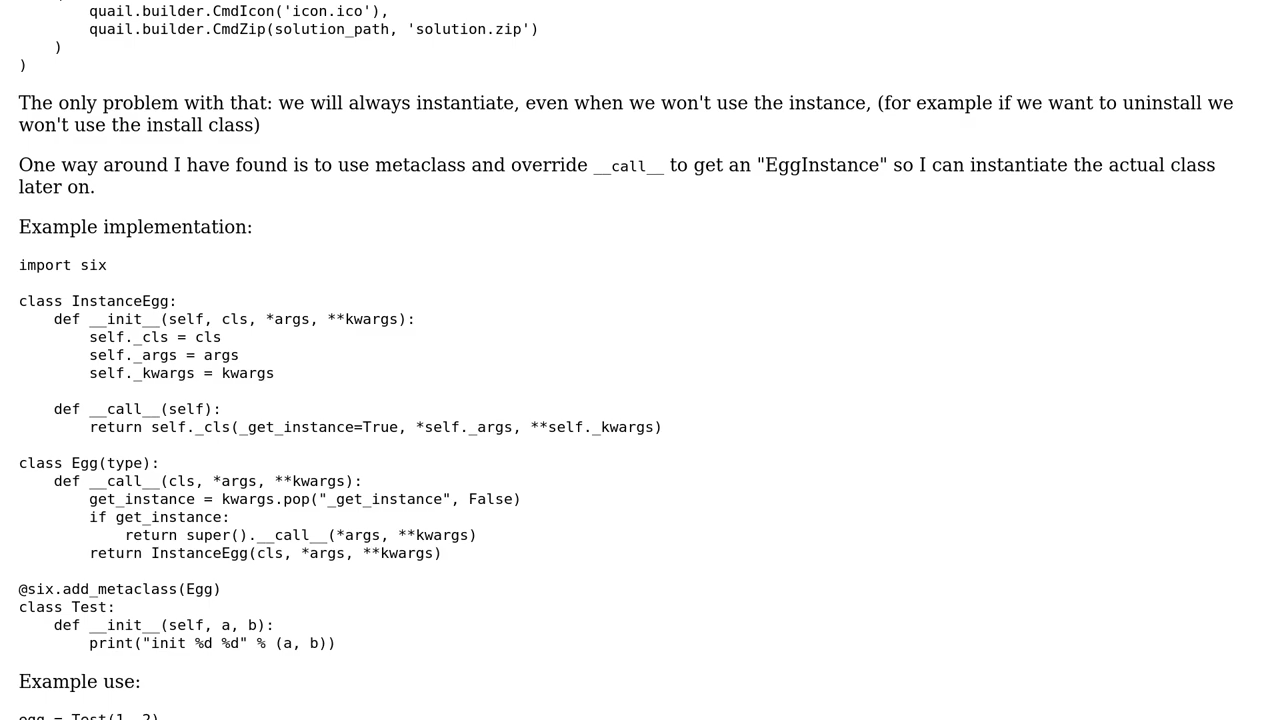 quail.builder.CmdIcon('icon.ico'),
quail.builder.CmdZip(solution_path, 'solution.zip')
)
)
The only problem with that: we will always instantiate, even when we won't use the instance, (for example if we want to uninstall we
won't use the install class)
One way around I have found is to use metaclass and override __call__ to get an "EggInstance" so I can instantiate the actual class
later on.
Example implementation:
import six
class InstanceEgg:
def __init__(self, cls, *args, **kwargs):
self._cls = cls
self._args = args
self._kwargs = kwargs
def __call__(self):
return self._cls(_get_instance=True, *self._args, **self._kwargs)
class Egg(type):
def __call__(cls, *args, **kwargs):
get_instance = kwargs.pop("_get_instance", False)
if get_instance:
return super().__call__(*args, **kwargs)
return InstanceEgg(cls, *args, **kwargs)
@six.add_metaclass(Egg)
class Test:
def __init__(self, a, b):
print("init %d %d" % (a, b))
Example use:
egg = Test(1, 2)